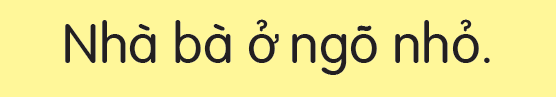 Nhà bà ở ngõ nhỏ.